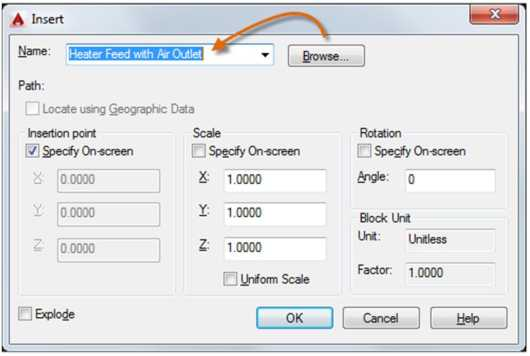 Insert
Name: Heater Feed with Air Outlet Browse...
Path:
Locate using Geographic Data
Insertion point
Specify On-screen
X: 0.0000
Y: 0.0000
Z: 0.0000
Scale
Specify On-screen
X: 1.0000
Y: 1.0000
Z: 1.0000
Uniform Scale
Rotation
Specify On-screen
Angle: 0
Block Unit
Unit: Unitless
Factor: 1.0000
Explode
OK Cancel Help